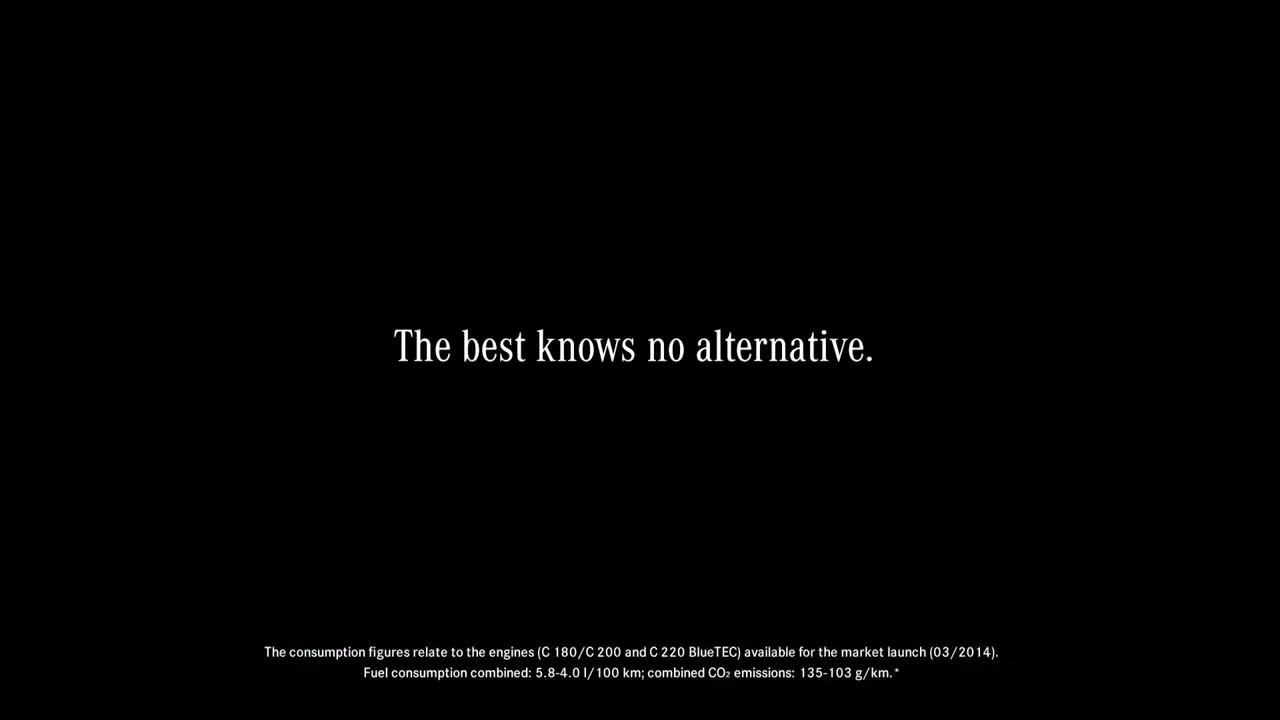 The best knows no alternative.
The consumption figures relate to the engines (C 180/C 200 and C 220 BlueTEC) available for the market launch (03/2014).
Fuel consumption combined: 5.8-4.0 l/100 km; combined CO₂ emissions: 135-103 g/km.*